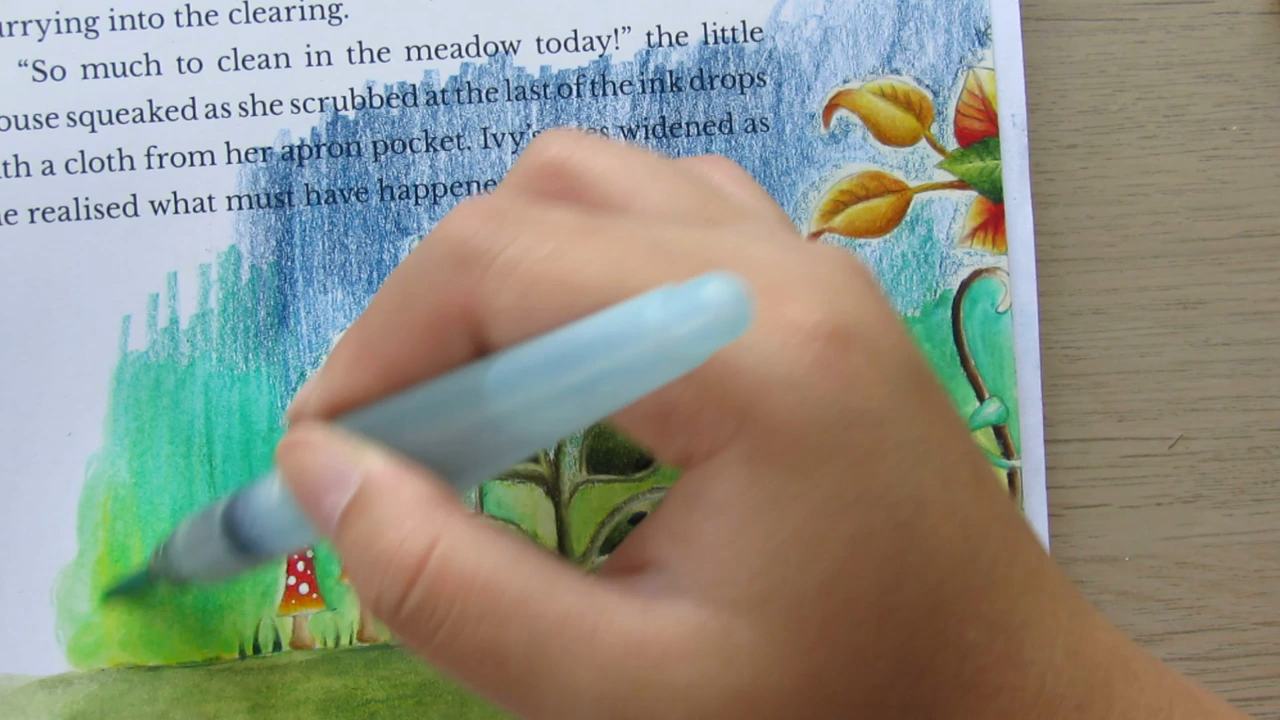 urrying into the clearing.
“So much to clean in the meadow today!” the little
ouse squeaked as she scrubbed at the last of the ink drops
th a cloth from her apron pocket. Ivy’s widened as
e realised what must have happene